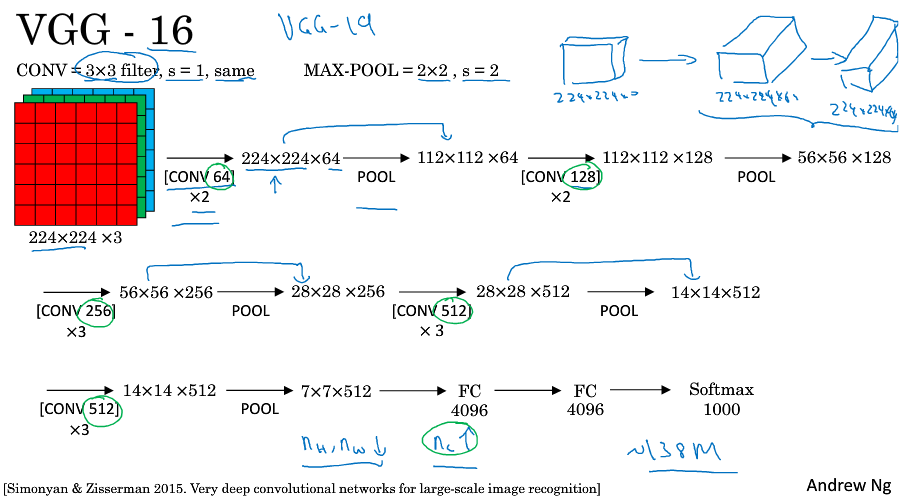 VGG - 16
VGG-19
CONV = 3×3 filter, s = 1, same
MAX-POOL = 2×2 , s = 2
224×224×3
224×224×64
224×224×64
224×224 ×3
[CONV 64]
×2
224×224×64
POOL
112×112 ×64
[CONV 128]
×2
112×112 ×128
POOL
56×56 ×128
[CONV 256]
×3
56×56 ×256
POOL
28×28 ×256
[CONV 512]
× 3
28×28 ×512
POOL
14×14×512
[CONV 512]
×3
14×14 ×512
POOL
7×7×512
FC
4096
FC
4096
Softmax
1000
nH, nW ↓
nC ↑
~138M
[Simonyan & Zisserman 2015. Very deep convolutional networks for large-scale image recognition]
Andrew Ng